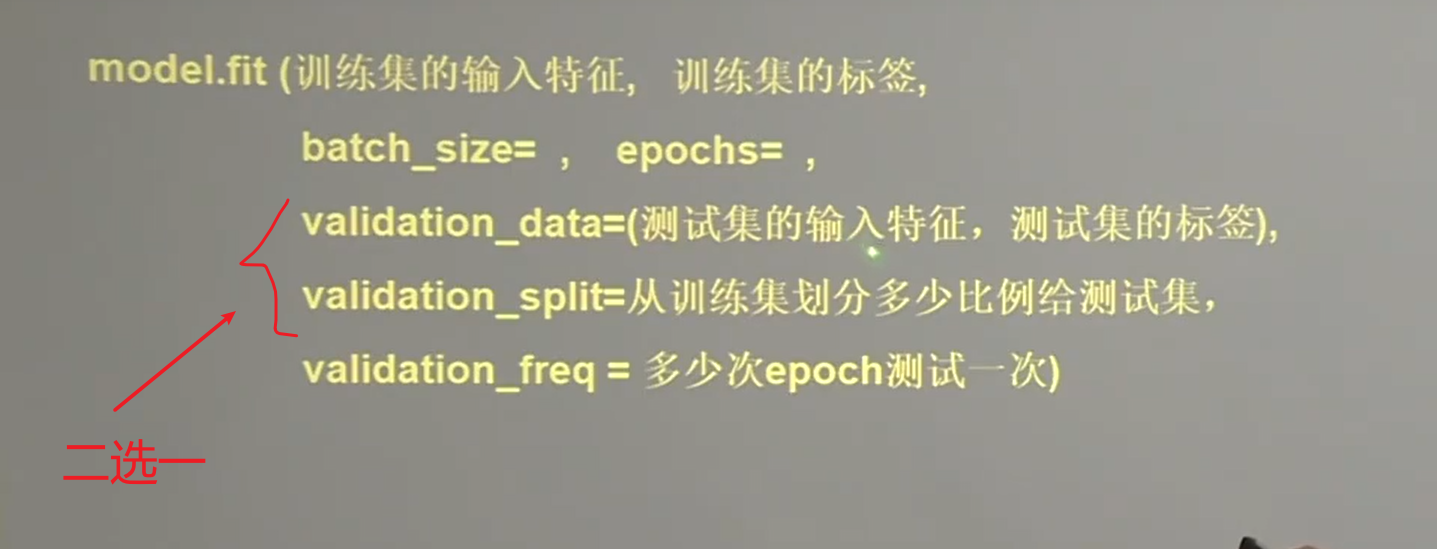 model.fit (训练集的输入特征, 训练集的标签,
batch_size= , epochs= ,
validation_data=(测试集的输入特征，测试集的标签),
validation_split=从训练集划分多少比例给测试集，
validation_freq = 多少次epoch测试一次)
二选一